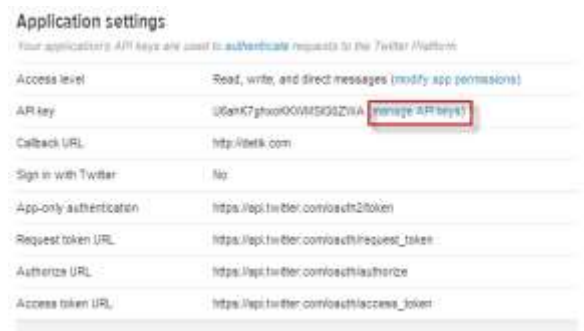 Application settings
Your application's API keys are used to authenticate requests to the Twitter Platform.
Access level Read, write, and direct messages (modify app permissions)
API key (manage API keys)
Callback URL http://detik.com
Sign in with Twitter No
App-only authentication https://api.twitter.com/oauth2/token
Request token URL https://api.twitter.com/oauth/request_token
Authorize URL https://api.twitter.com/oauth/authorize
Access token URL https://api.twitter.com/oauth/access_token